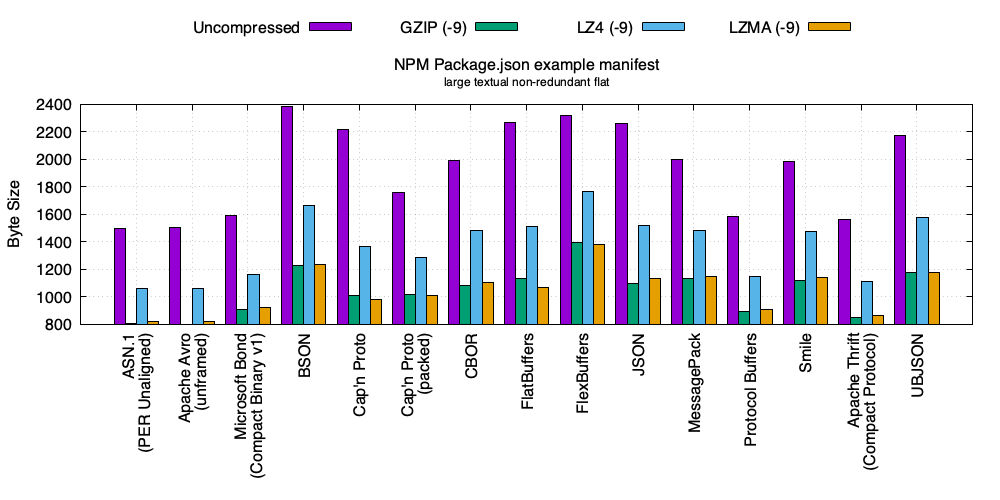 Uncompressed GZIP (-9) LZ4 (-9) LZMA (-9)
NPM Package.json example manifest
large textual non-redundant flat
Byte Size
2400
2200
2000
1800
1600
1400
1200
1000
800
ASN.1
(PER Unaligned)
Apache Avro
(unframed)
Microsoft Bond
(Compact Binary v1)
BSON
Cap'n Proto
Cap'n Proto
(packed)
CBOR
FlatBuffers
FlexBuffers
JSON
MessagePack
Protocol Buffers
Smile
Apache Thrift
(Compact Protocol)
UBJSON